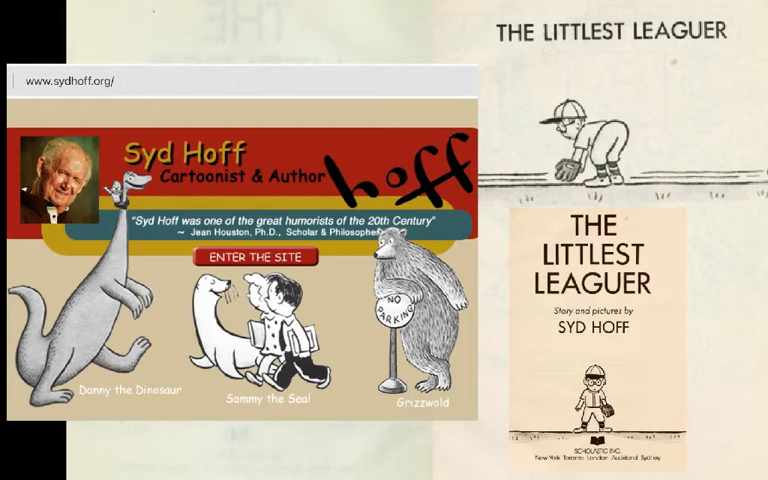 THE LITTLEST LEAGUER
www.sydhoff.org/
Syd Hoff
Cartoonist & Author
hoff
"Syd Hoff was one of the great humorists of the 20th Century"
~ Jean Houston, Ph.D., Scholar & Philosopher
ENTER THE SITE
NO
PARKING
Danny the Dinosaur
Sammy the Seal
Grizzwold
THE
LITTLEST
LEAGUER
Story and pictures by
SYD HOFF
SCHOLASTIC INC.
New York Toronto London Auckland Sydney